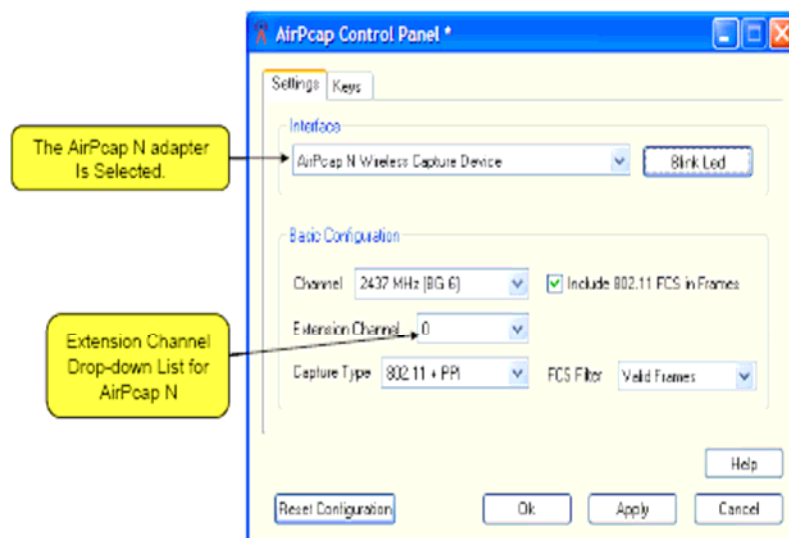 AirPcap Control Panel *
Settings Keys
Interface
The AirPcap N adapter
Is Selected.
AirPcap N Wireless Capture Device
Blink Led
Basic Configuration
Channel 2437 MHz [BG 6] Include 802.11 FCS in Frames
Extension Channel 0
Extension Channel
Drop-down List for
AirPcap N
Capture Type 802.11 + PPI FCS Filter Valid Frames
Help
Reset Configuration Ok Apply Cancel